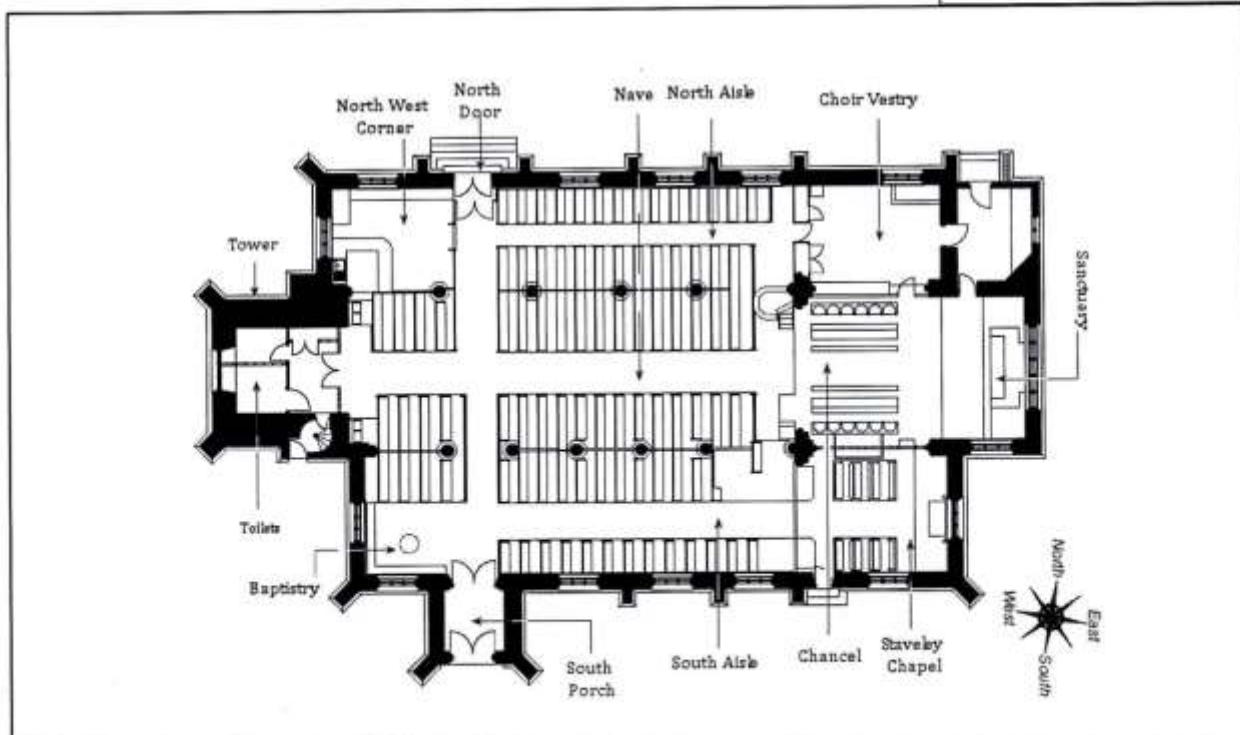 North West
Corner
North
Door
Nave
North Aisle
Choir Vestry
Tower
Sanctuary
Toilets
Baptistry
South
Porch
South Aisle
Chancel
Staveley
Chapel
North
East
South
West